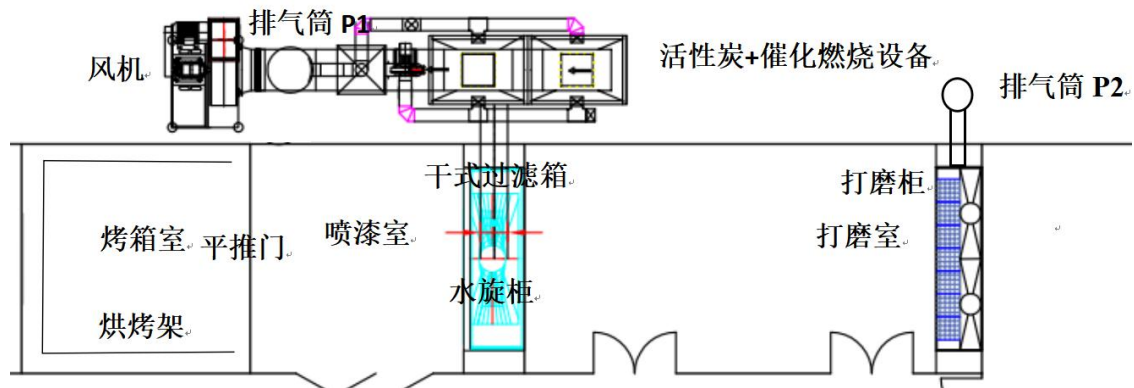 排气筒 P1
风机
活性炭+催化燃烧设备
排气筒 P2
干式过滤箱
打磨柜
烤箱室
平推门
喷漆室
打磨室
水旋柜
烘烤架